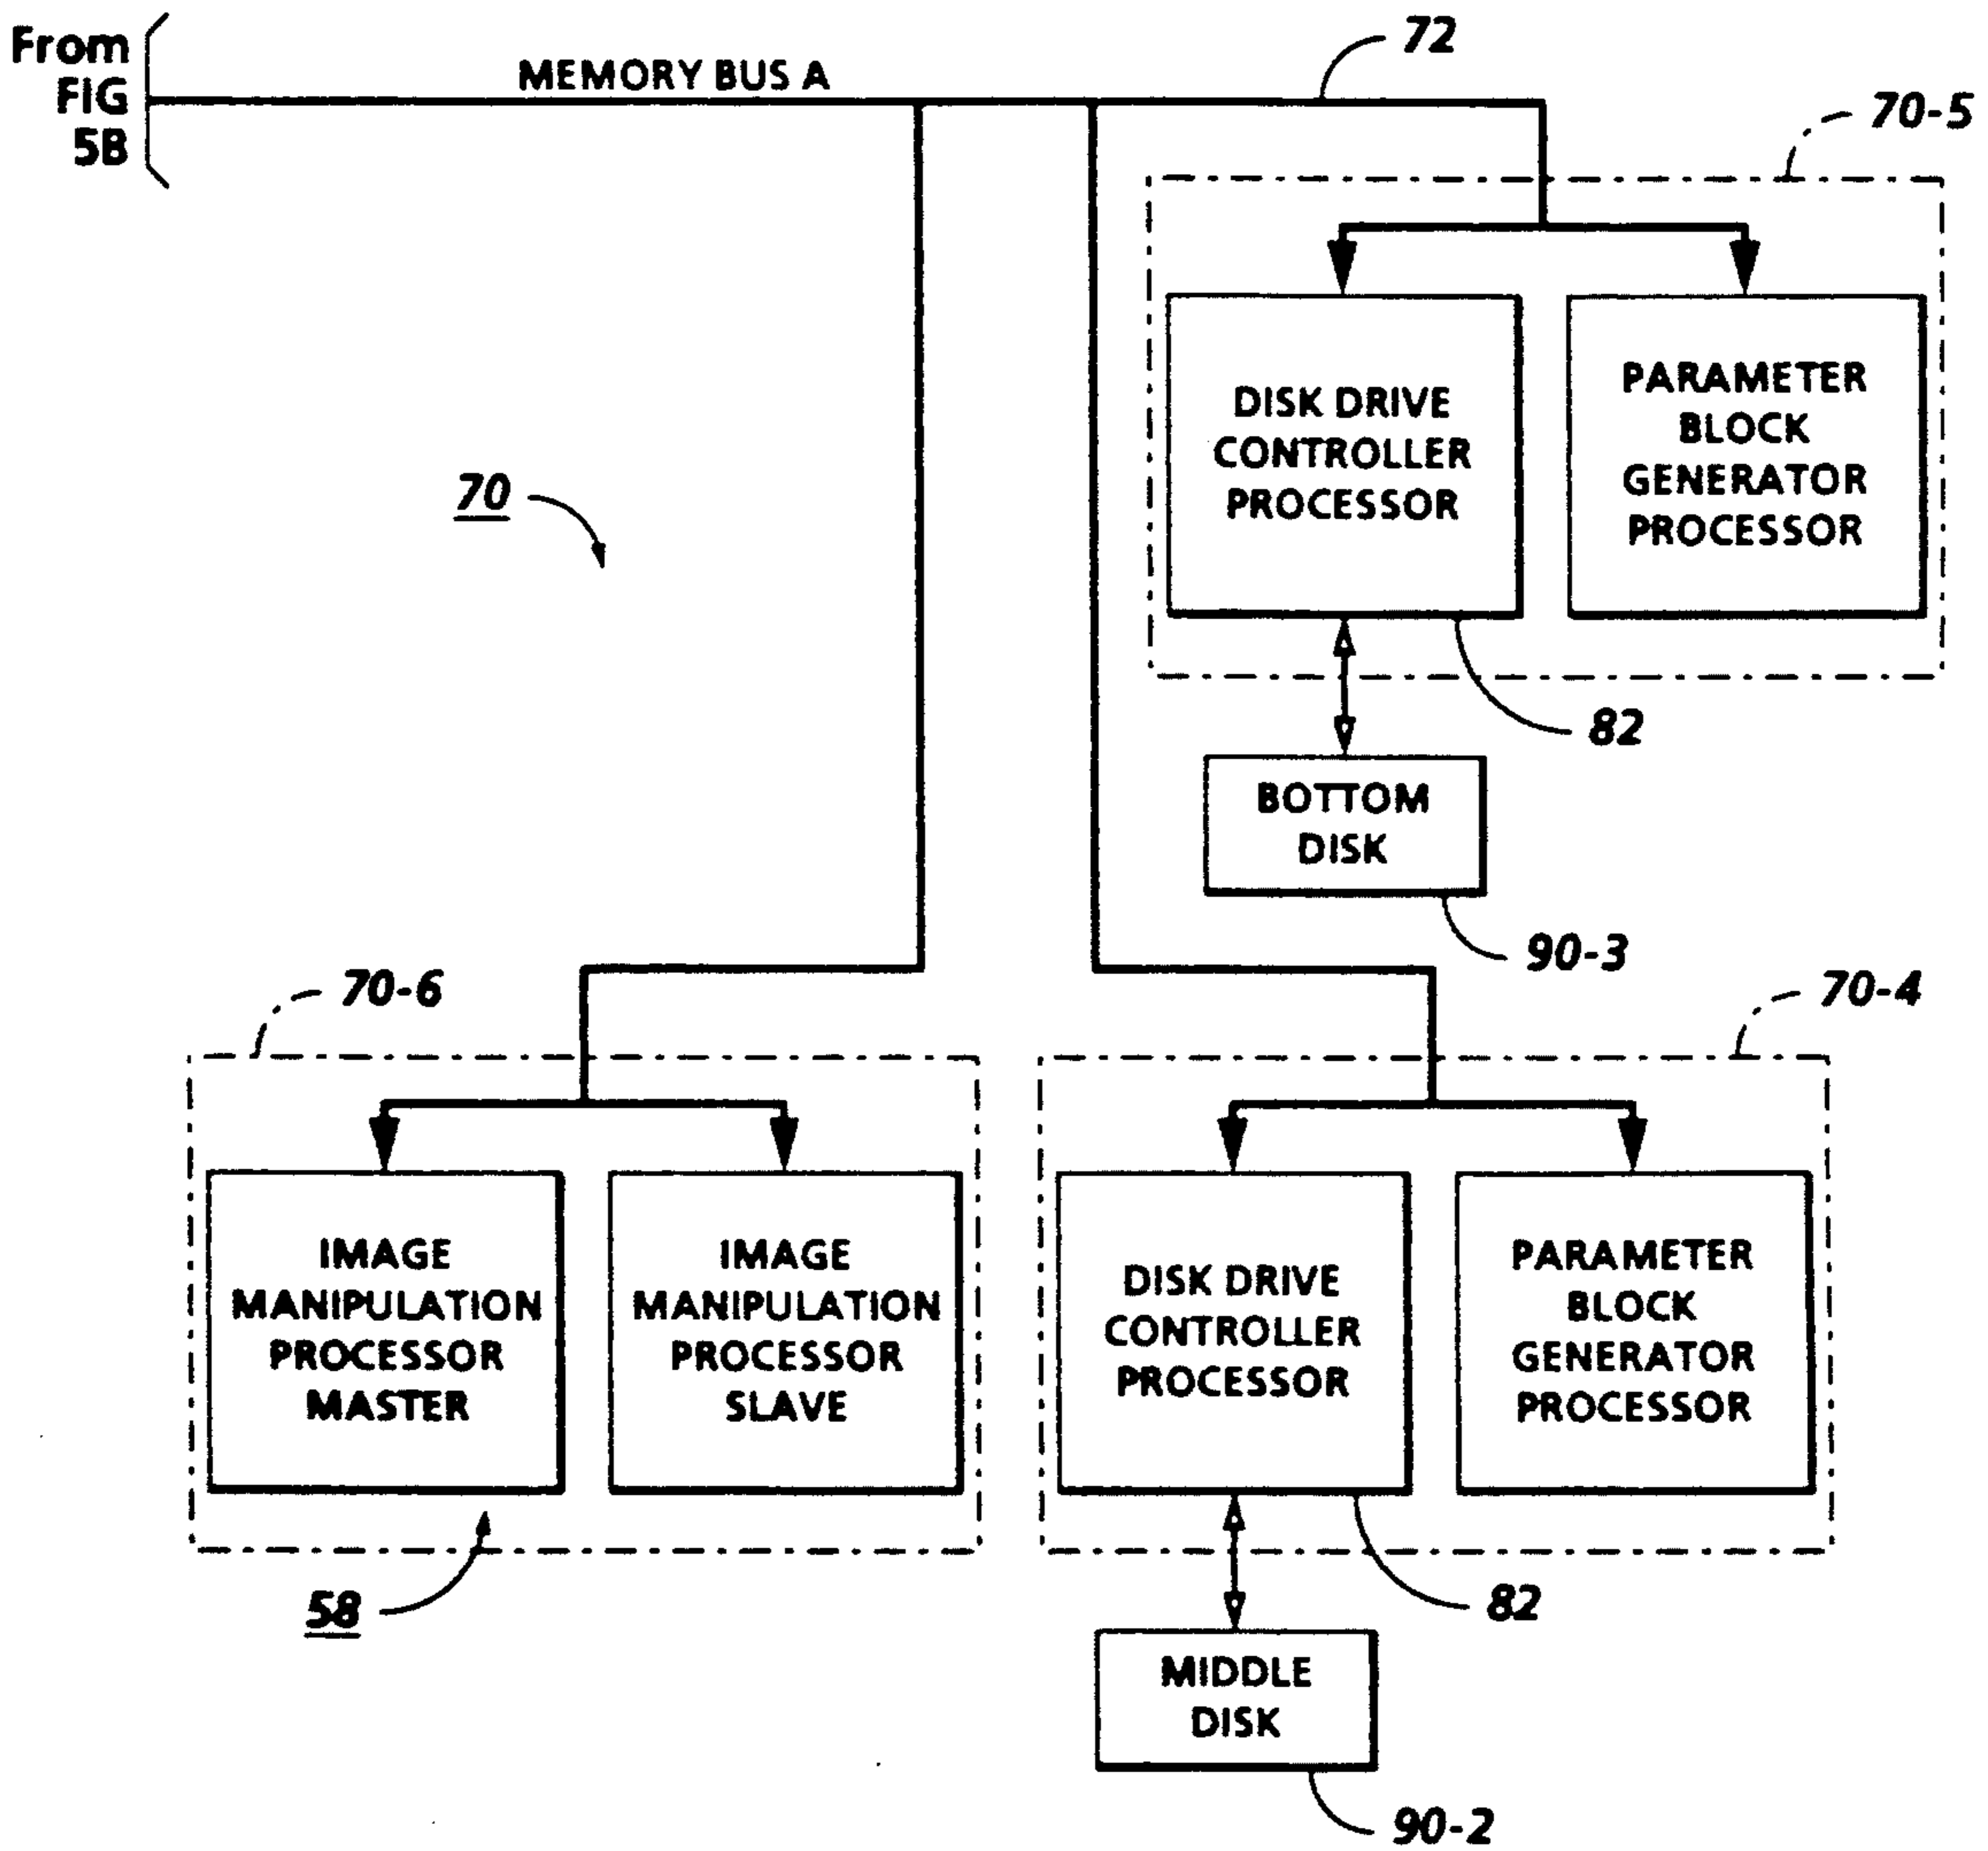 From
FIG
5B
MEMORY BUS A
72
70-5
DISK DRIVE
CONTROLLER
PROCESSOR
PARAMETER
BLOCK
GENERATOR
PROCESSOR
70
82
BOTTOM
DISK
90-3
70-6
70-4
IMAGE
MANIPULATION
PROCESSOR
MASTER
IMAGE
MANIPULATION
PROCESSOR
SLAVE
DISK DRIVE
CONTROLLER
PROCESSOR
PARAMETER
BLOCK
GENERATOR
PROCESSOR
58
82
MIDDLE
DISK
90-2